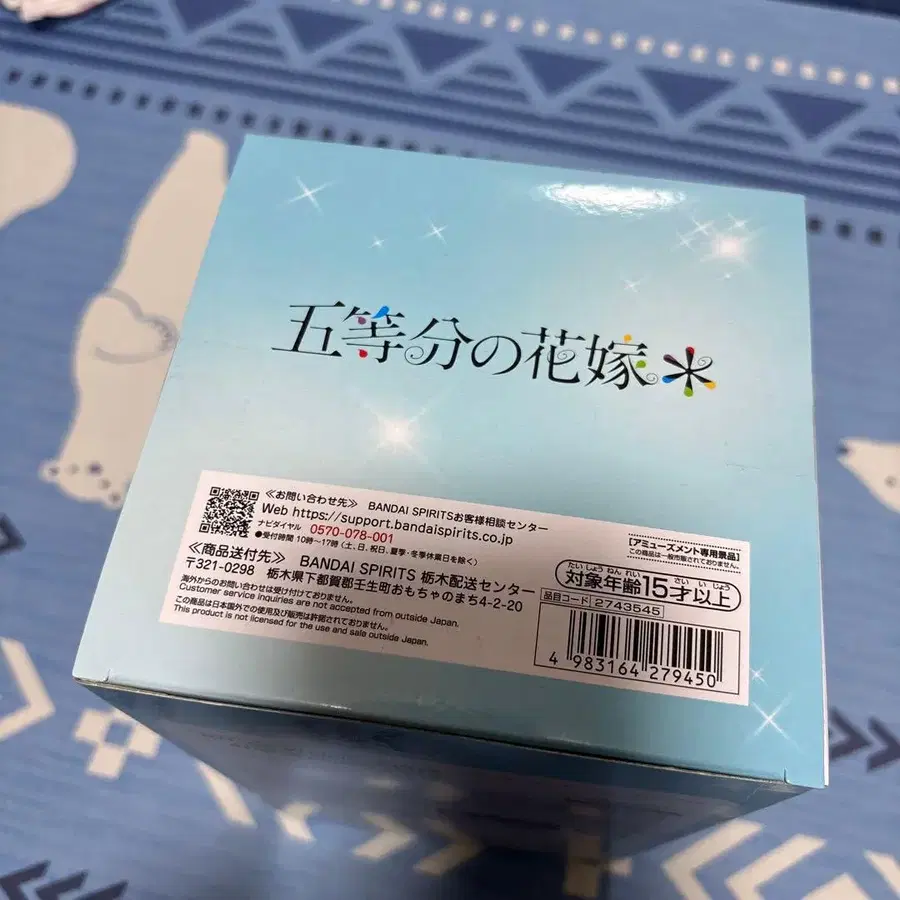 五等分の花嫁＊
≪お問い合わせ先≫ BANDAI SPIRITSお客様相談センター
Web https://support.bandaispirits.co.jp
ナビダイヤル 0570-078-001
●受付時間 10時～17時（土、日、祝日、夏季・冬季休業日を除く）
≪商品送付先≫ BANDAI SPIRITS 栃木配送センター
〒321-0298 栃木県下都賀郡壬生町おもちゃのまち4-2-20
海外からのお問い合わせは受け付けておりません。
Customer service inquiries are not accepted from outside Japan.
この商品は日本国外での使用及び販売は許諾されておりません。
This product is not licensed for the use and sale outside Japan.
[アミューズメント専用景品]
この商品は一般市販されておりません。
たい しょう ねん れい さい い じょう
対象年齢15才以上
品目コード 2743545
4 983164 279450